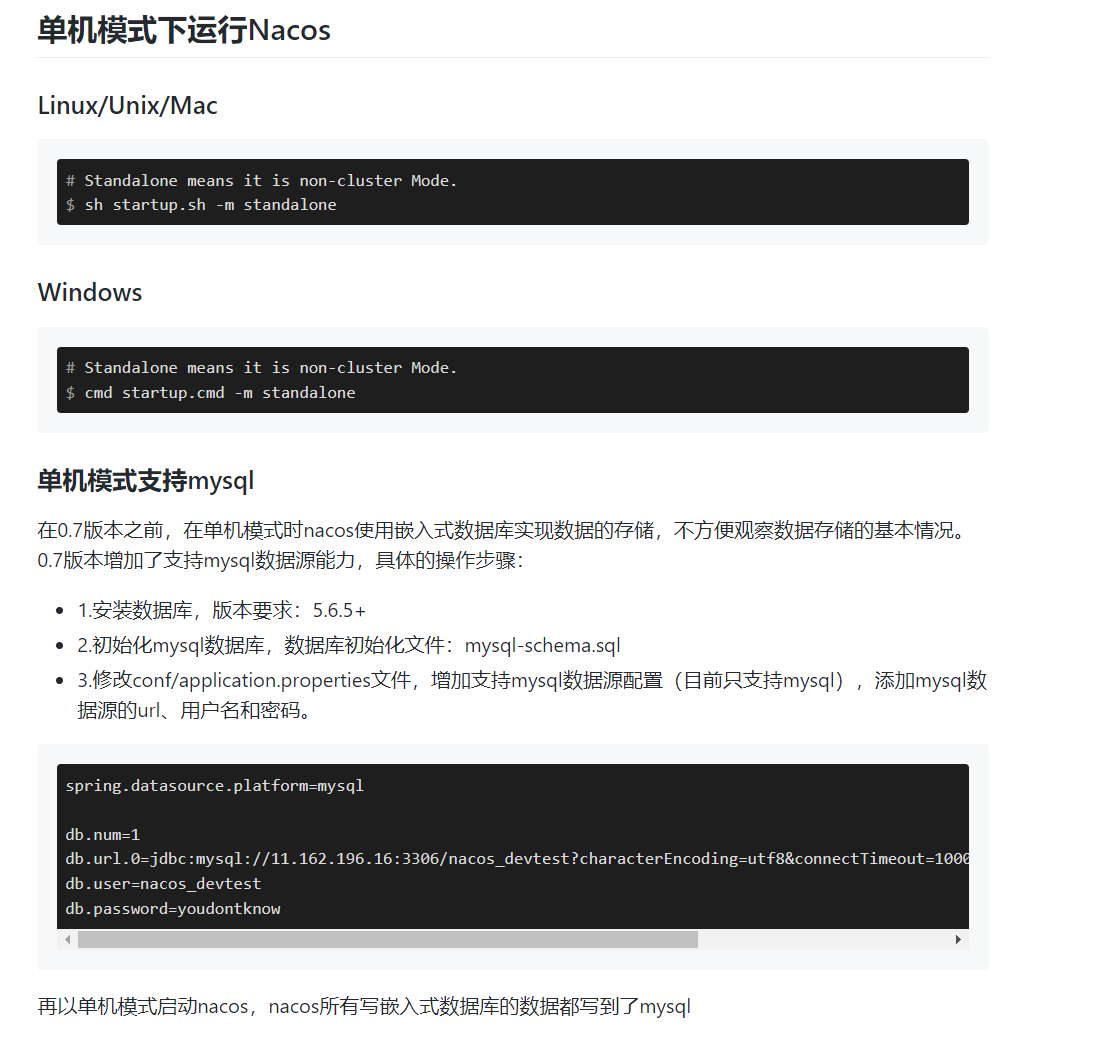 单机模式下运行Nacos
Linux/Unix/Mac
# Standalone means it is non-cluster Mode.
$ sh startup.sh -m standalone
Windows
# Standalone means it is non-cluster Mode.
$ cmd startup.cmd -m standalone
单机模式支持mysql
在0.7版本之前，在单机模式时nacos使用嵌入式数据库实现数据的存储，不方便观察数据存储的基本情况。
0.7版本增加了支持mysql数据源能力，具体的操作步骤：
1.安装数据库，版本要求：5.6.5+
2.初始化mysql数据库，数据库初始化文件：mysql-schema.sql
3.修改conf/application.properties文件，增加支持mysql数据源配置（目前只支持mysql），添加mysql数
据源的url、用户名和密码。
spring.datasource.platform=mysql
db.num=1
db.url.0=jdbc:mysql://11.162.196.16:3306/nacos_devtest?characterEncoding=utf8&connectTimeout=1000
db.user=nacos_devtest
db.password=youdontknow
再以单机模式启动nacos，nacos所有写嵌入式数据库的数据都写到了mysql